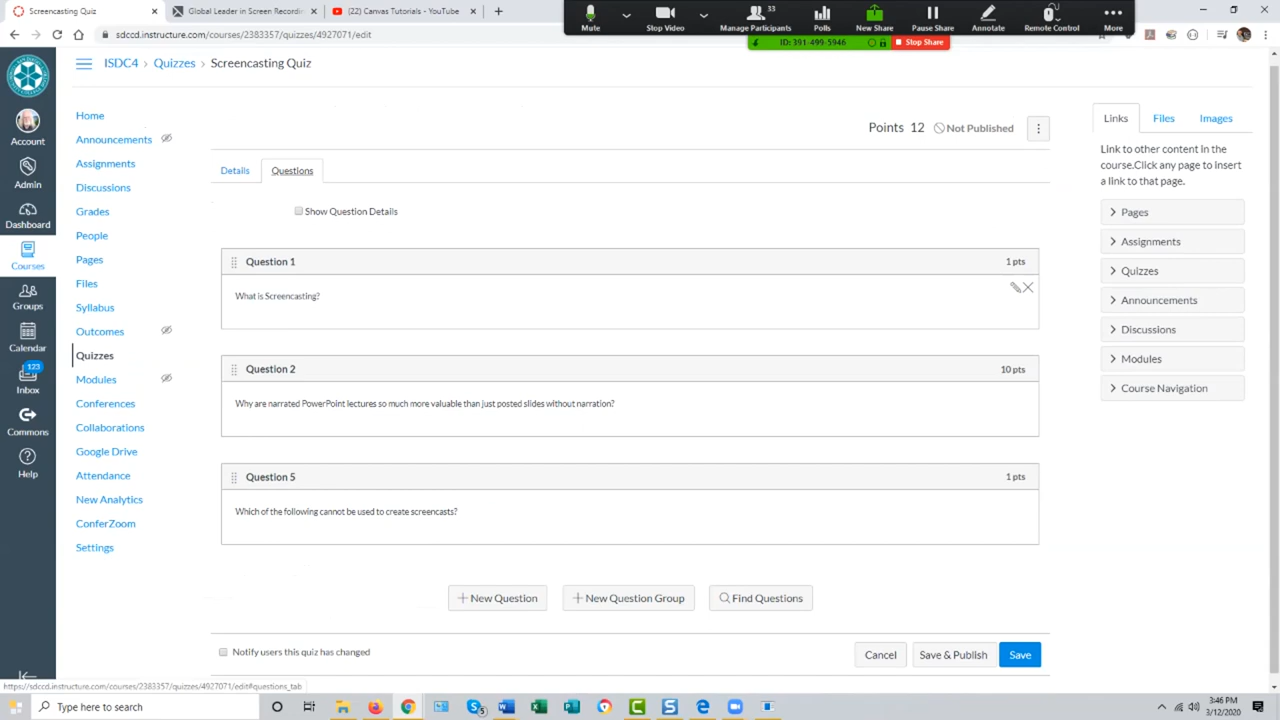 Screencasting Quiz
Global Leader in Screen Recordin
(22) Canvas Tutorials - YouTube
33
Mute
Stop Video
Manage Participants
Polls
New Share
Pause Share
Annotate
Remote Control
More
ID: 391-499-5946
Stop Share
sdccd.instructure.com/courses/2383357/quizzes/4927071/edit
ISDC4 › Quizzes › Screencasting Quiz
Account
Admin
Dashboard
Courses
Groups
Calendar
123
Inbox
Commons
Help
Home
Announcements
Assignments
Discussions
Grades
People
Pages
Files
Syllabus
Outcomes
Quizzes
Modules
Conferences
Collaborations
Google Drive
Attendance
New Analytics
ConferZoom
Settings
Points 12 Not Published
Details Questions
Show Question Details
Question 1 1 pts
What is Screencasting?
Question 2 10 pts
Why are narrated PowerPoint lectures so much more valuable than just posted slides without narration?
Question 5 1 pts
Which of the following cannot be used to create screencasts?
+ New Question + New Question Group Find Questions
Notify users this quiz has changed
Cancel Save & Publish Save
Links Files Images
Link to other content in the
course.Click any page to insert
a link to that page.
Pages
Assignments
Quizzes
Announcements
Discussions
Modules
Course Navigation
https://sdccd.instructure.com/courses/2383357/quizzes/4927071/edit#questions_tab
Type here to search
5
3:46 PM
3/12/2020